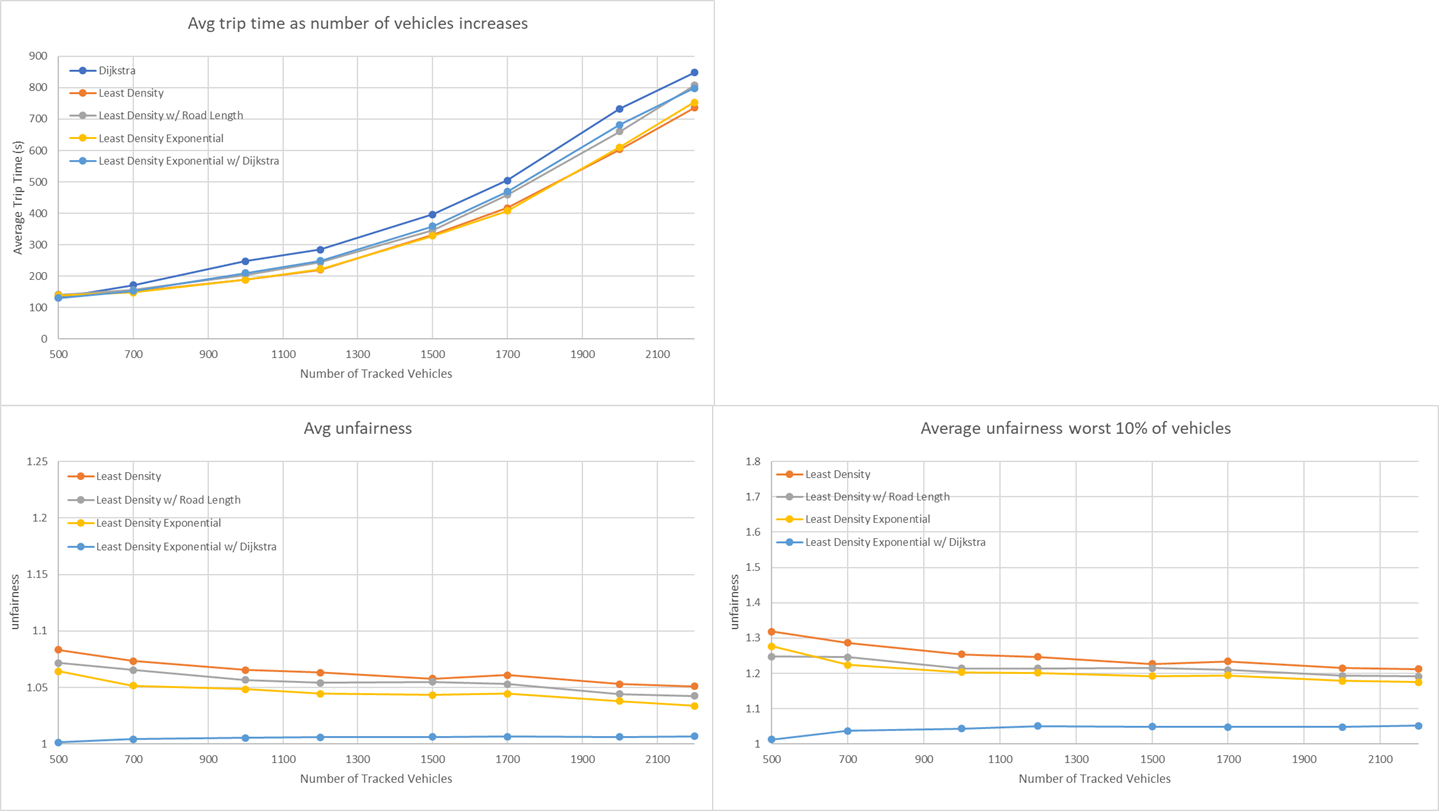 Avg trip time as number of vehicles increases
900
800
700
600
500
400
300
200
100
0
Average Trip Time (s)
Dijkstra
Least Density
Least Density w/ Road Length
Least Density Exponential
Least Density Exponential w/ Dijkstra
500 700 900 1100 1300 1500 1700 1900 2100
Number of Tracked Vehicles
Avg unfairness
1.25
1.2
1.15
1.1
1.05
1
unfairness
Least Density
Least Density w/ Road Length
Least Density Exponential
Least Density Exponential w/ Dijkstra
500 700 900 1100 1300 1500 1700 1900 2100
Number of Tracked Vehicles
Average unfairness worst 10% of vehicles
1.8
1.7
1.6
1.5
1.4
1.3
1.2
1.1
1
unfairness
Least Density
Least Density w/ Road Length
Least Density Exponential
Least Density Exponential w/ Dijkstra
500 700 900 1100 1300 1500 1700 1900 2100
Number of Tracked Vehicles